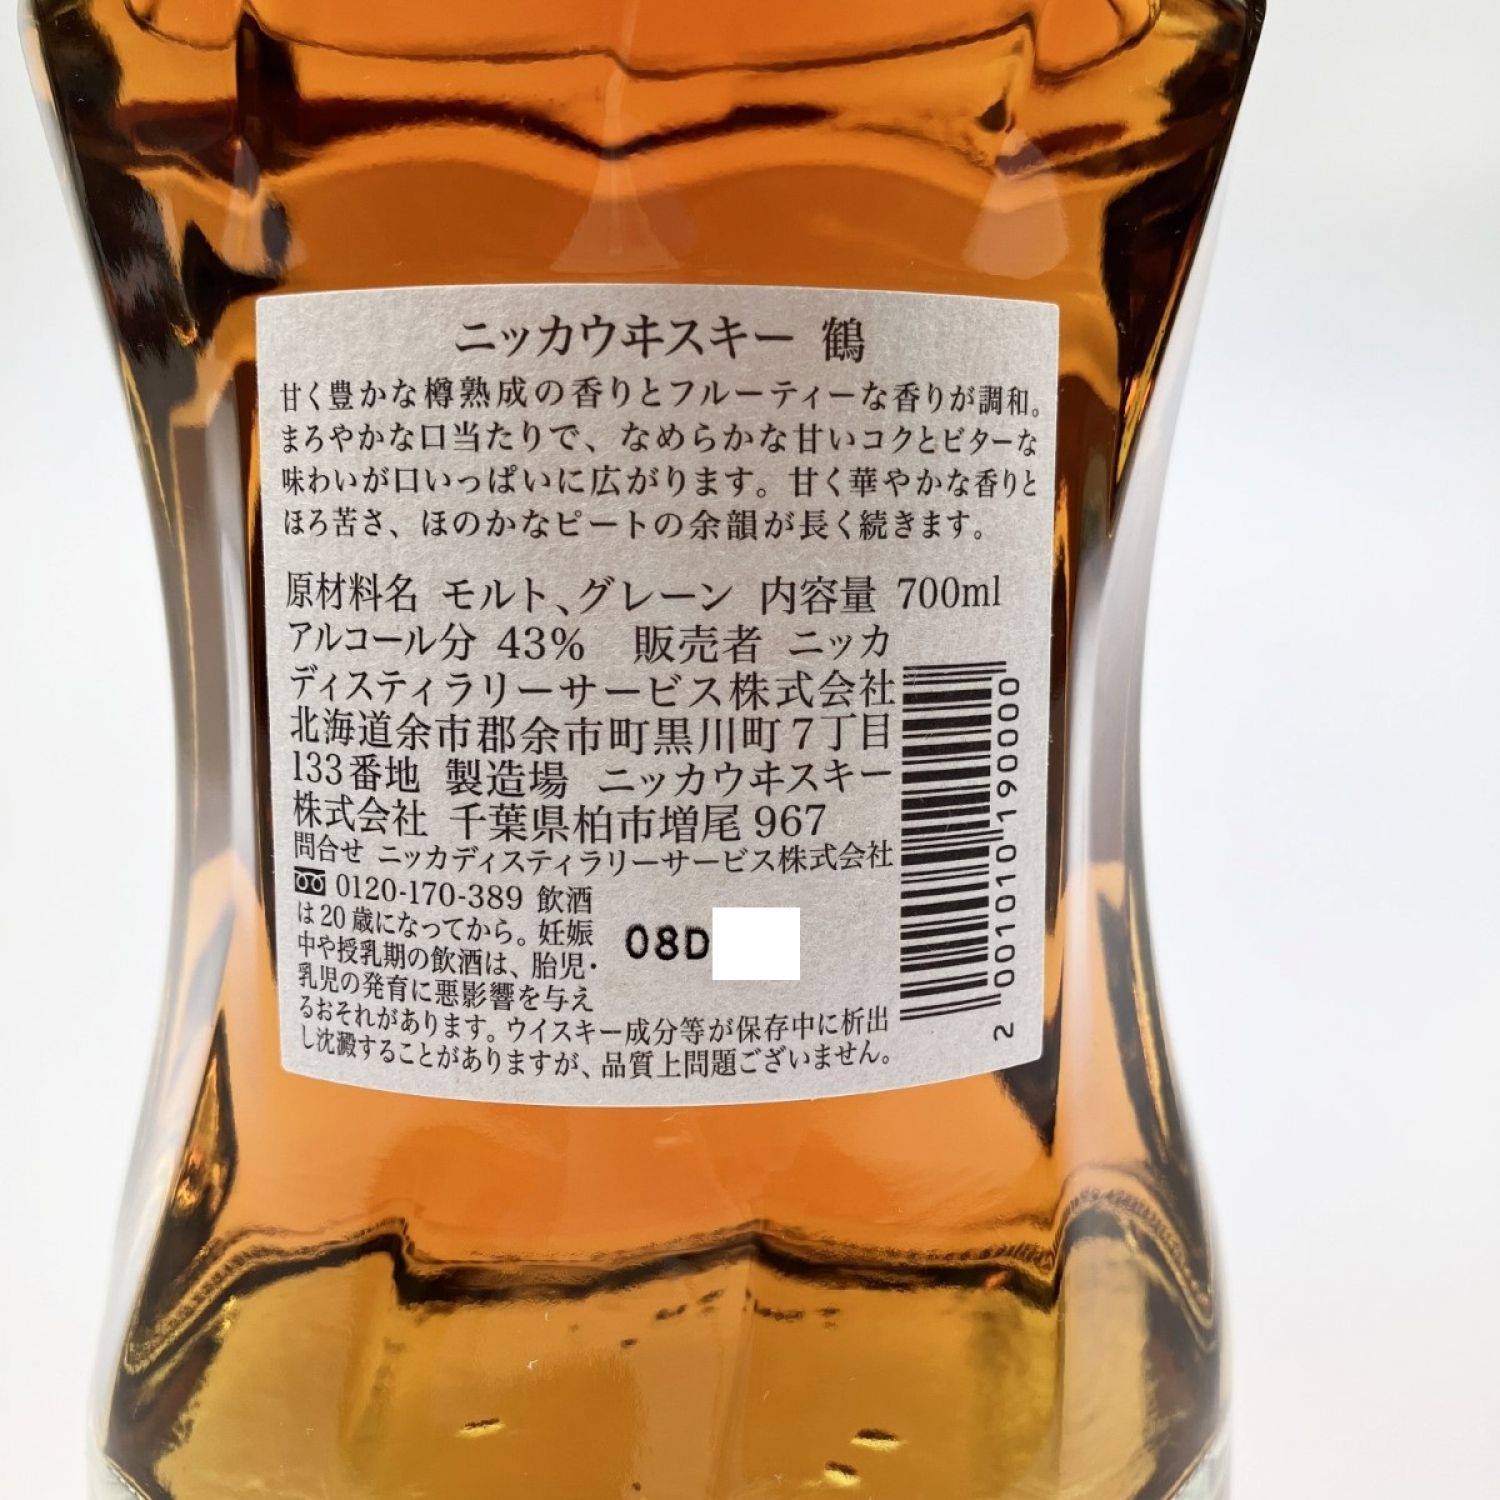 ニッカウヰスキー 鶴
甘く豊かな樽熟成の香りとフルーティーな香りが調和。
まろやかな口当たりで、なめらかな甘いコクとビターな
味わいが口いっぱいに広がります。甘く華やかな香りと
ほろ苦さ、ほのかなピートの余韻が長く続きます。
原材料名 モルト、グレーン 内容量 700ml
アルコール分 43% 販売者 ニッカ
ディスティラリーサービス株式会社
北海道余市郡余市町黒川町7丁目
133番地 製造場 ニッカウヰスキー
株式会社 千葉県柏市増尾967
問合せ ニッカディスティラリーサービス株式会社
0120-170-389 飲酒
は20歳になってから。妊娠
中や授乳期の飲酒は、胎児・
乳児の発育に悪影響を与え
るおそれがあります。ウイスキー成分等が保存中に析出
し沈澱することがありますが、品質上問題ございません。
08D
2 001010 190000